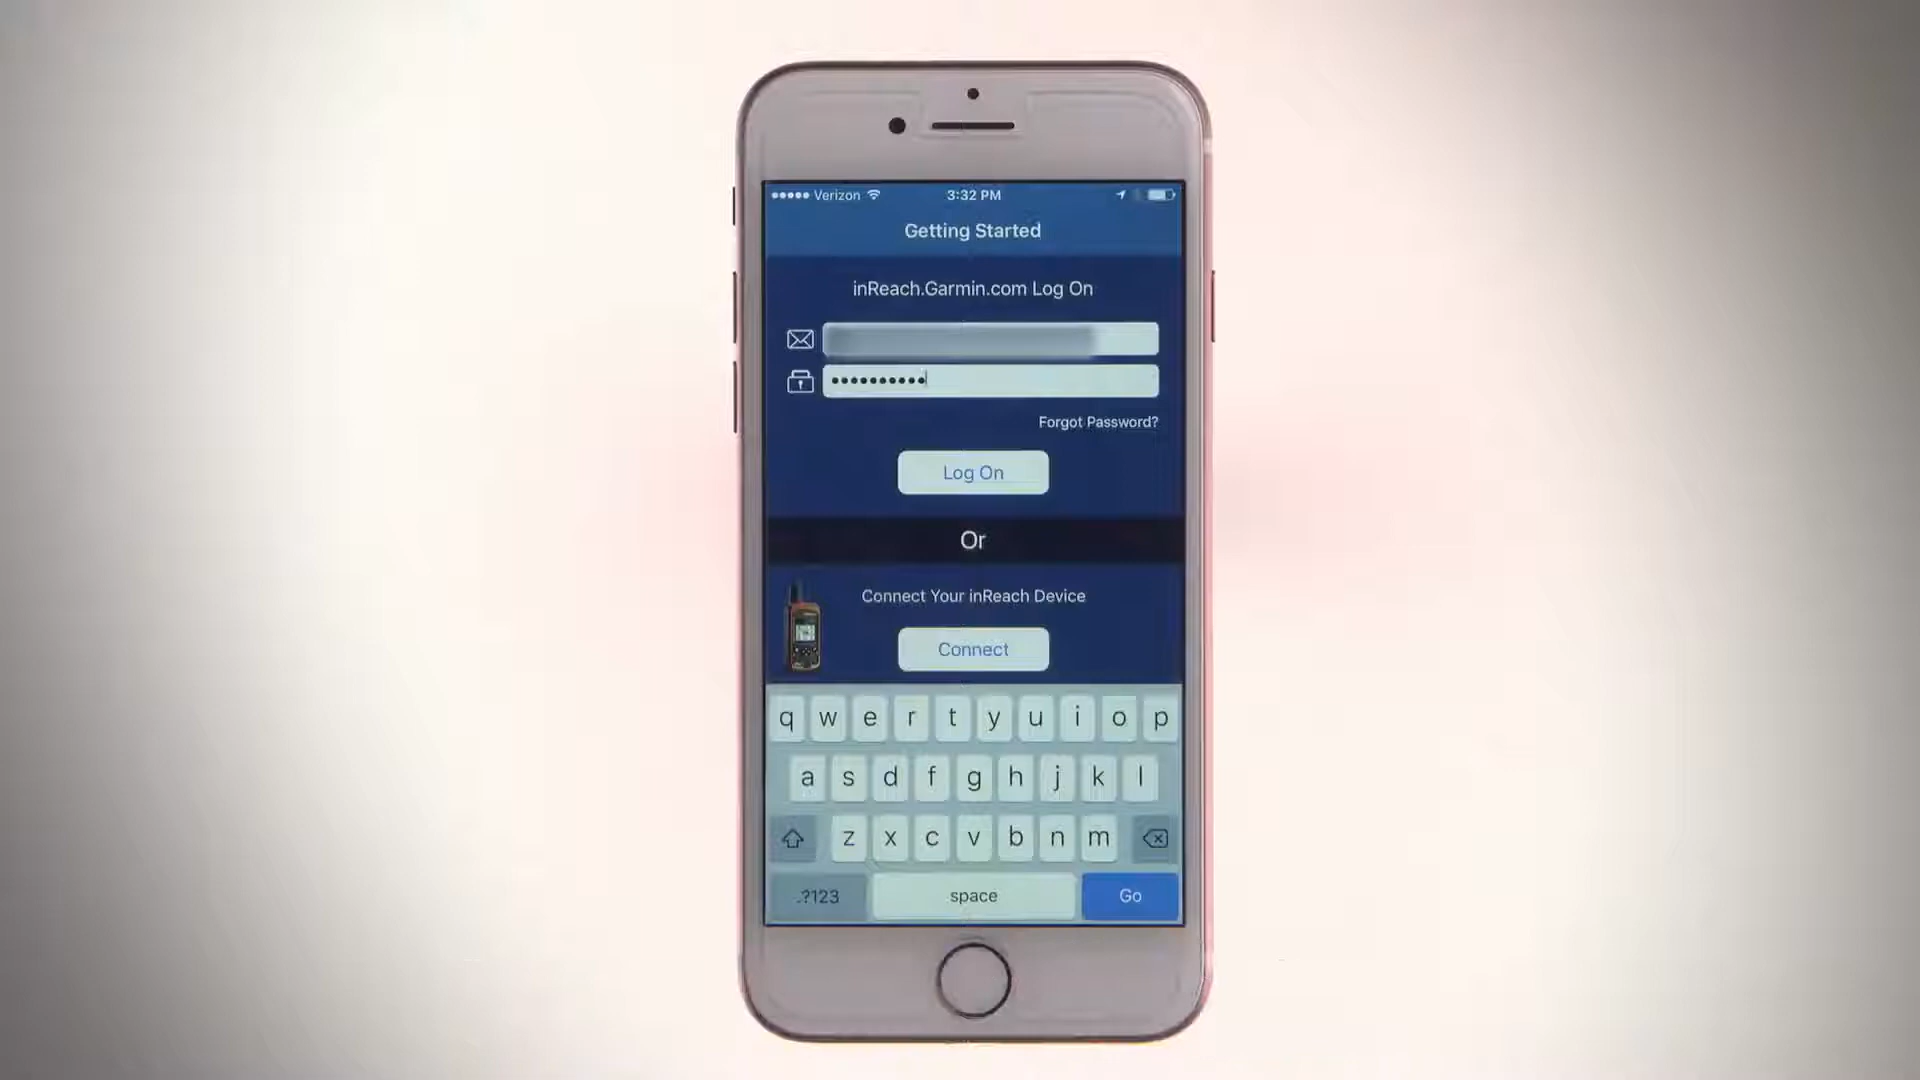 Verizon 3:32 PM
Getting Started
inReach.Garmin.com Log On
••••••••••
Forgot Password?
Log On
Or
Connect Your inReach Device
Connect
q w e r t y u i o p
a s d f g h j k l
z x c v b n m
.?123 space Go